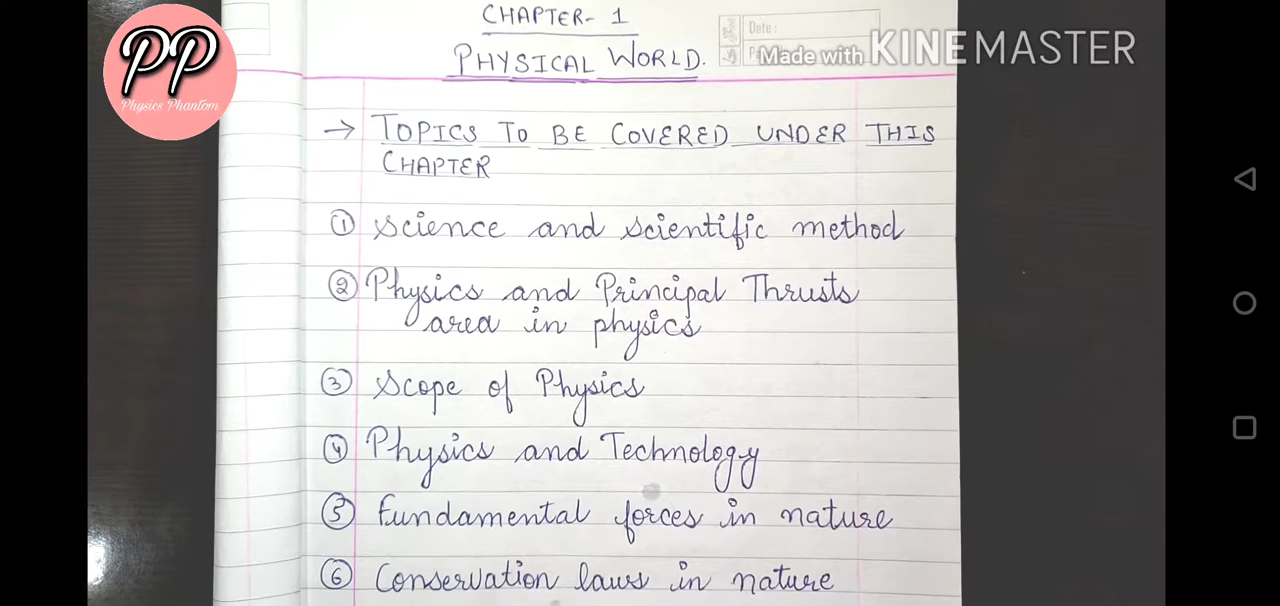 CHAPTER- 1
PHYSICAL WORLD.
PP
Physics Phantom
Date:
Made with KINEMASTER
→ TOPICS TO BE COVERED UNDER THIS
CHAPTER
① Science and scientific method
② Physics and Principal Thrusts
area in physics
③ Scope of Physics
④ Physics and Technology
⑤ Fundamental forces in nature
⑥ Conservation laws in nature